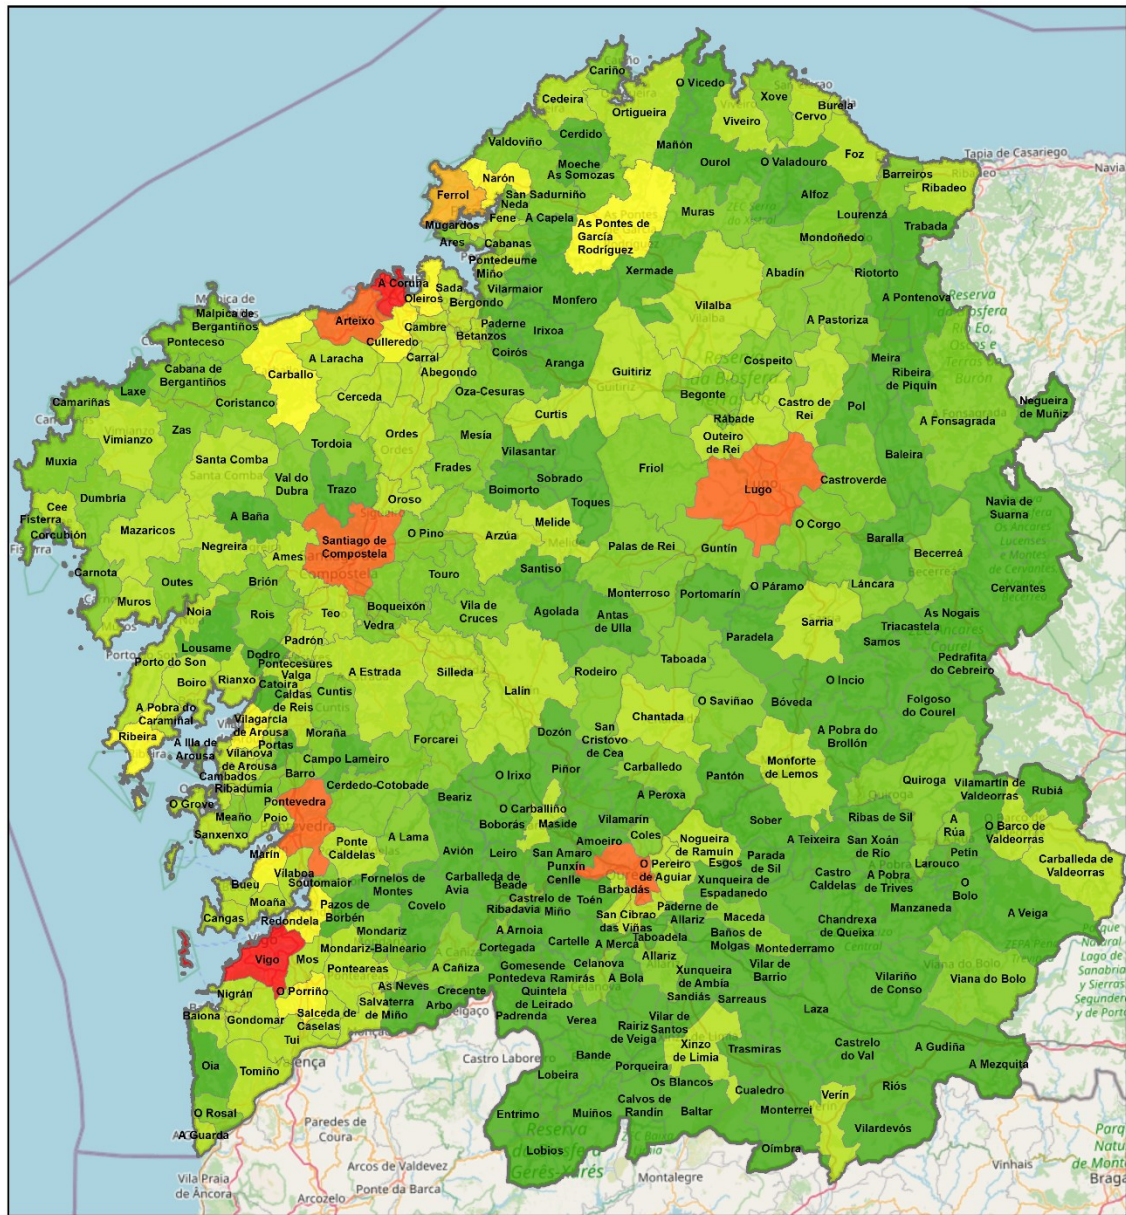 Cariño
O Vicedo
Cedeira
Ortigueira
Xove
Burela
Viveiro
Cervo
Valdoviño
Cerdido
Mañón
Foz
Tapia de Casariego
Navia
Moeche
As Somozas
Ourol
O Valadouro
Barreiros
Ribadeo
Narón
Ferrol
San Sadurniño
Neda
Alfoz
Mugardos
Fene
A Capela
As Pontes de
García
Rodríguez
Muras
Lourenzá
Trabada
Ares
Cabanas
Mondoñedo
Pontedeume
Miño
Xermade
Abadín
Riotorto
A Coruña
Sada
Oleiros
Bergondo
Vilarmaior
Monfero
Vilalba
A Pontenova
Malpica de
Bergantiños
Arteixo
Cambre
Paderne
Irixoa
A Pastoriza
Ponteceso
Culleredo
Betanzos
A Laracha
Carral
Abegondo
Coirós
Aranga
Guitiriz
Cospeito
Meira
Ribeira
de Piquín
Cabana de
Bergantiños
Carballo
Laxe
Camariñas
Coristanco
Cerceda
Oza-Cesuras
Begonte
Castro de
Rei
Pol
Negueira
de Muñiz
Curtis
Rábade
A Fonsagrada
Vimianzo
Zas
Tordoia
Ordes
Mesía
Outeiro
de Rei
Vilasantar
Baleira
Muxia
Santa Comba
Val do
Dubra
Trazo
Frades
Friol
Sobrado
Lugo
Castroverde
Dumbria
Boimorto
Toques
Oroso
Navia de
Suarna
Cee
Fisterra
Corcubión
A Baña
Mazaricos
Santiago de
Compostela
O Pino
Arzúa
Melide
O Corgo
Baralla
Negreira
Ames
Palas de Rei
Guntín
Becerreá
Carnota
Outes
Brión
Touro
Santiso
O Páramo
Láncara
Cervantes
Muros
Noia
Rois
Teo
Boqueixón
Vedra
Vila de
Cruces
Agolada
Antas
de Ulla
Monterroso
Portomarín
Sarria
As Nogais
Triacastela
Samos
Lousame
Padrón
Paradela
Pedrafita
do Cebreiro
Porto do Son
Dodro
Pontecesures
Valga
A Estrada
Silleda
Rodeiro
Taboada
Boiro
Rianxo
Catoira
Caldas
de Reis
Cuntis
Lalín
O Incio
A Pobra do
Caramiñal
O Saviñao
Bóveda
Folgoso
do Courel
Ribeira
Vilagarcía
de Arousa
Portas
Moraña
Forcarei
Dozón
San
Cristovo
de Cea
Chantada
A Pobra do
Brollón
A Illa de
Arousa
Vilanova
de Arousa
Campo Lameiro
Cambados
Ribadumia
Barro
Cerdedo-Cotobade
O Irixo
Piñor
Carballedo
Pantón
Monforte
de Lemos
Quiroga
Vilamartín de
Valdeorras
Rubiá
O Grove
Meaño
Pontevedra
Poio
Beariz
O Carballiño
A Peroxa
Sanxenxo
Boborás
Maside
Vilamarín
Sober
Ribas de Sil
A
Rúa
O Barco de
Valdeorras
Marín
Ponte
Caldelas
A Lama
Avión
Leiro
Amoeiro
Coles
Nogueira
de Ramuín
A Teixeira
San Xoán
de Río
Petín
Larouco
Carballeda de
Valdeorras
Vilaboa
San Amaro
Punxín
Cenlle
O Pereiro
de Aguiar
Esgos
Parada
de Sil
Bueu
Soutomaior
Fornelos de
Montes
Carballeda de
Avia
Beade
Barbadás
Xunqueira de
Espadanedo
Castro
Caldelas
A Pobra
de Trives
O
Bolo
Moaña
Cangas
Pazos de
Borbén
Covelo
Castrelo de
Miño
Ribadavia
Toén
Manzaneda
A Veiga
Redondela
Mondariz
A Arnoia
San Cibrao
das Viñas
Paderne de
Allariz
Maceda
Chandrexa
de Queixa
Vigo
Mos
Mondariz-Balneario
Cortegada
Cartelle
A Merca
Taboadela
Baños de
Molgas
Montederramo
Ponteareas
A Cañiza
Gomesende
Celanova
Allariz
Vilar de
Barrio
Nigrán
O Porriño
As Neves
Crecente
Pontedeva
Ramirás
A Bola
Xunqueira
de Ambía
Vilariño
de Conso
Viana do Bolo
Baiona
Gondomar
Salceda de
Caselas
Salvaterra
de Miño
Arbo
Quintela
de Leirado
Padrenda
Sandiás
Sarreaus
Laza
Tui
Verea
Vilar de
Santos
Rairiz
de Veiga
Oia
Tomiño
Castro Laboreiro
Bande
Xinzo
de Limia
Trasmiras
Castrelo
do Val
A Gudiña
A Mezquita
Porqueira
Lobeira
Os Blancos
Cualedro
Verín
Riós
O Rosal
A Guarda
Entrimo
Muiños
Calvos de
Randín
Baltar
Monterrei
Vilardevós
Paredes de
Coura
Lobios
Oímbra
Arcos de Valdevez
Ponte da Barca
Vila Praia
de Âncora
Arcozelo
Montalegre
Vinhais